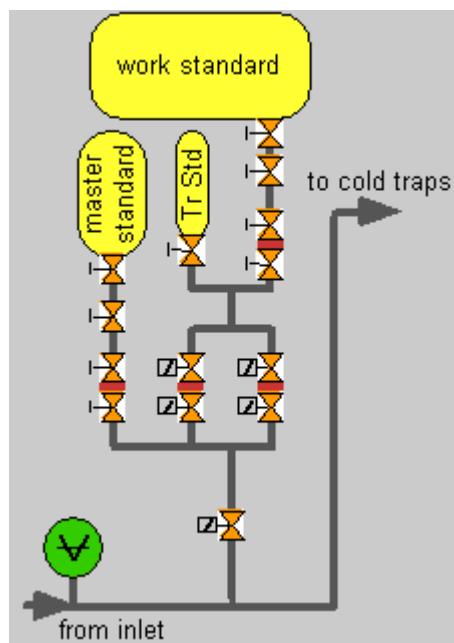 work standard
master
standard
Tr Std
to cold traps
from inlet